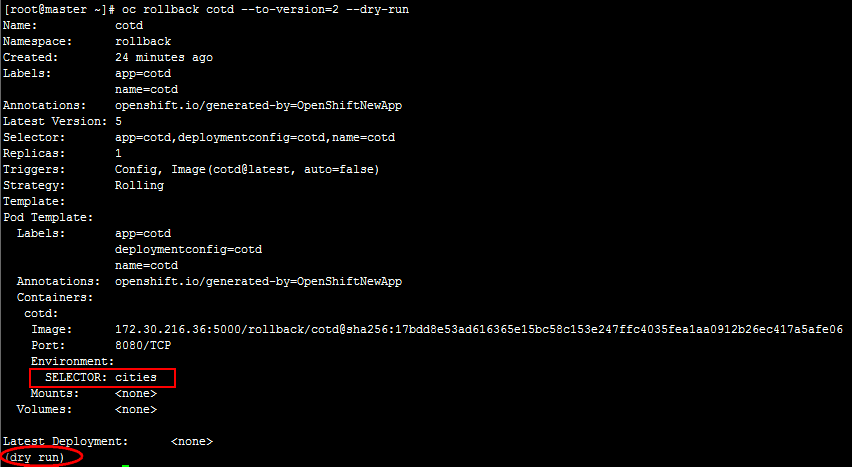 [root@master ~]# oc rollback cotd --to-version=2 --dry-run
Name: cotd
Namespace: rollback
Created: 24 minutes ago
Labels: app=cotd
name=cotd
Annotations: openshift.io/generated-by=OpenShiftNewApp
Latest Version: 5
Selector: app=cotd,deploymentconfig=cotd,name=cotd
Replicas: 1
Triggers: Config, Image(cotd@latest, auto=false)
Strategy: Rolling
Template:
Pod Template:
Labels: app=cotd
deploymentconfig=cotd
name=cotd
Annotations: openshift.io/generated-by=OpenShiftNewApp
Containers:
cotd:
Image: 172.30.216.36:5000/rollback/cotd@sha256:17bdd8e53ad616365e15bc58c153e247ffc4035fea1aa0912b26ec417a5afe06
Port: 8080/TCP
Environment:
SELECTOR: cities
Mounts: <none>
Volumes: <none>
Latest Deployment: <none>
(dry run)